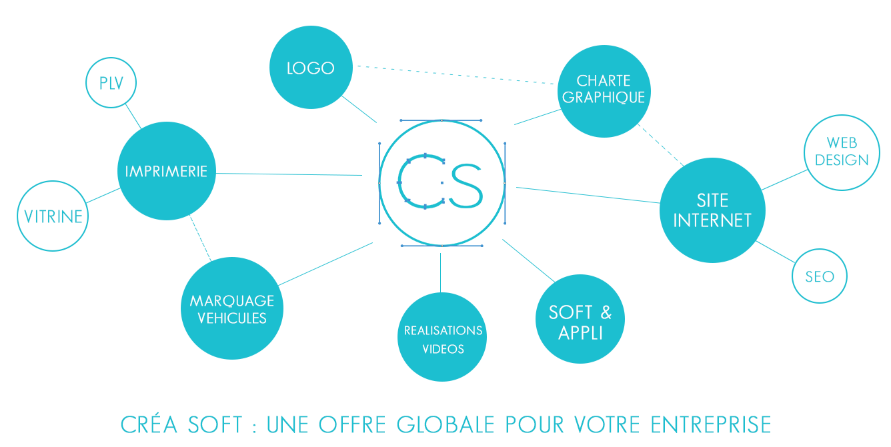 LOGO
CHARTE
GRAPHIQUE
PLV
IMPRIMERIE
WEB
DESIGN
CS
SITE
INTERNET
VITRINE
SEO
MARQUAGE
VEHICULES
SOFT &
APPLI
REALISATIONS
VIDEOS
CRÉA SOFT : UNE OFFRE GLOBALE POUR VOTRE ENTREPRISE